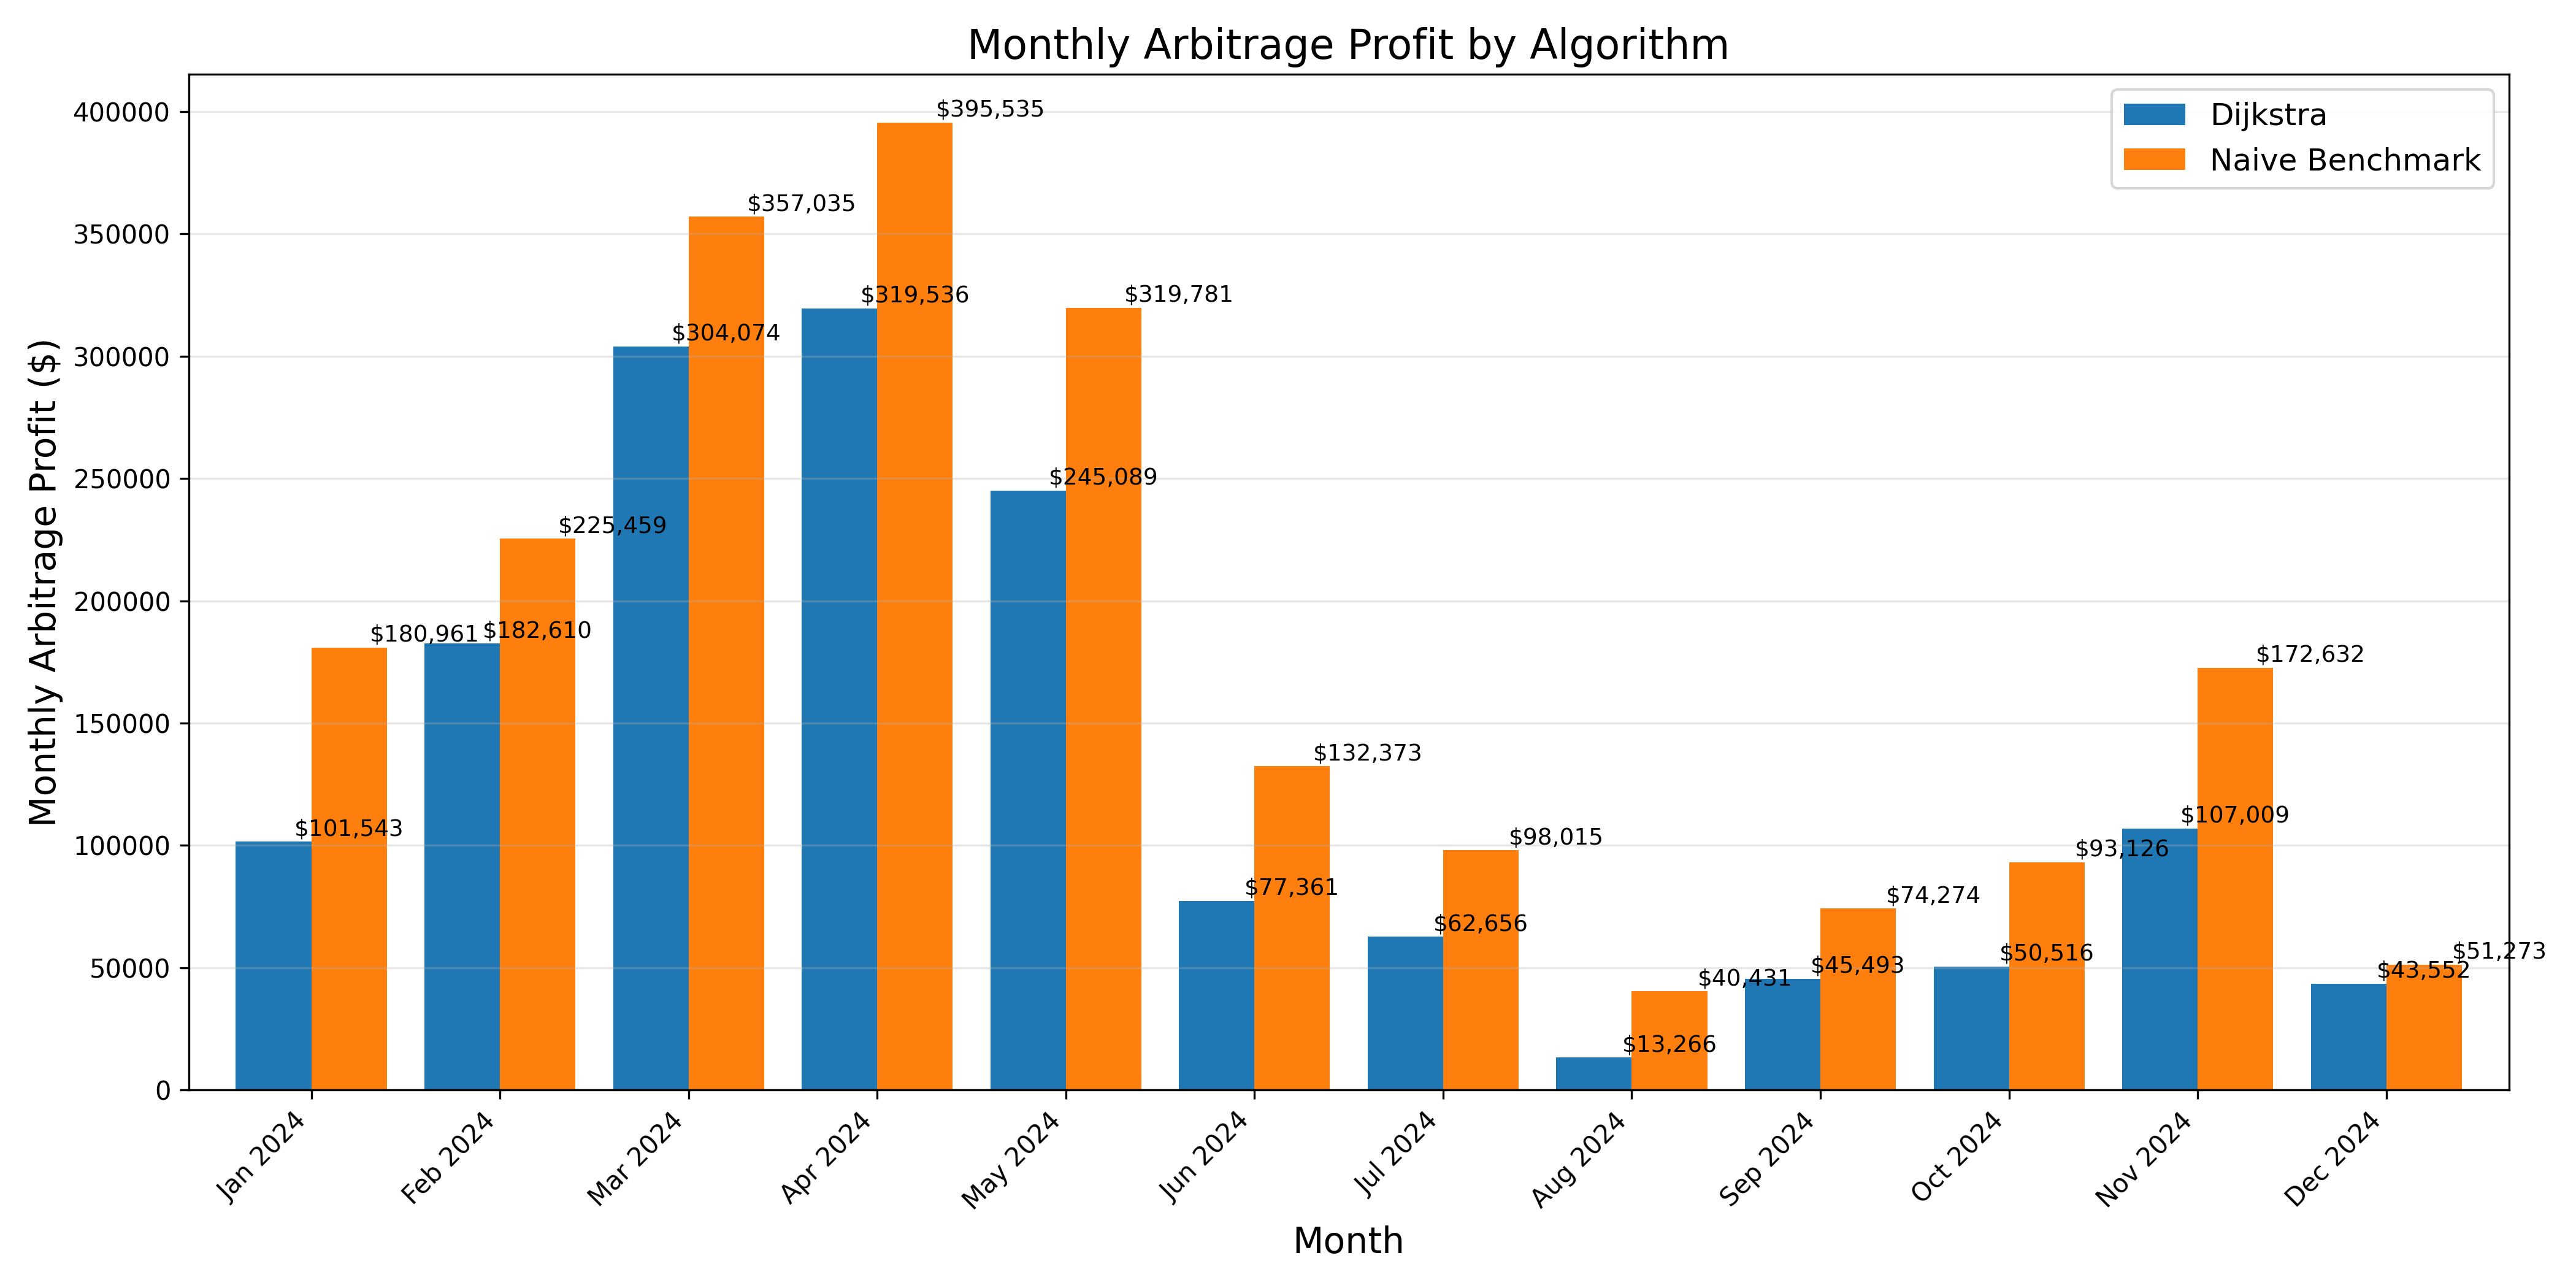 Monthly Arbitrage Profit by Algorithm
Monthly Arbitrage Profit ($)
400000
350000
300000
250000
200000
150000
100000
50000
0
Dijkstra
Naive Benchmark
$101,543
$180,961
$182,610
$225,459
$304,074
$357,035
$319,536
$395,535
$245,089
$319,781
$77,361
$132,373
$62,656
$98,015
$13,266
$40,431
$45,493
$74,274
$50,516
$93,126
$107,009
$172,632
$43,552
$51,273
Jan 2024
Feb 2024
Mar 2024
Apr 2024
May 2024
Jun 2024
Jul 2024
Aug 2024
Sep 2024
Oct 2024
Nov 2024
Dec 2024
Month